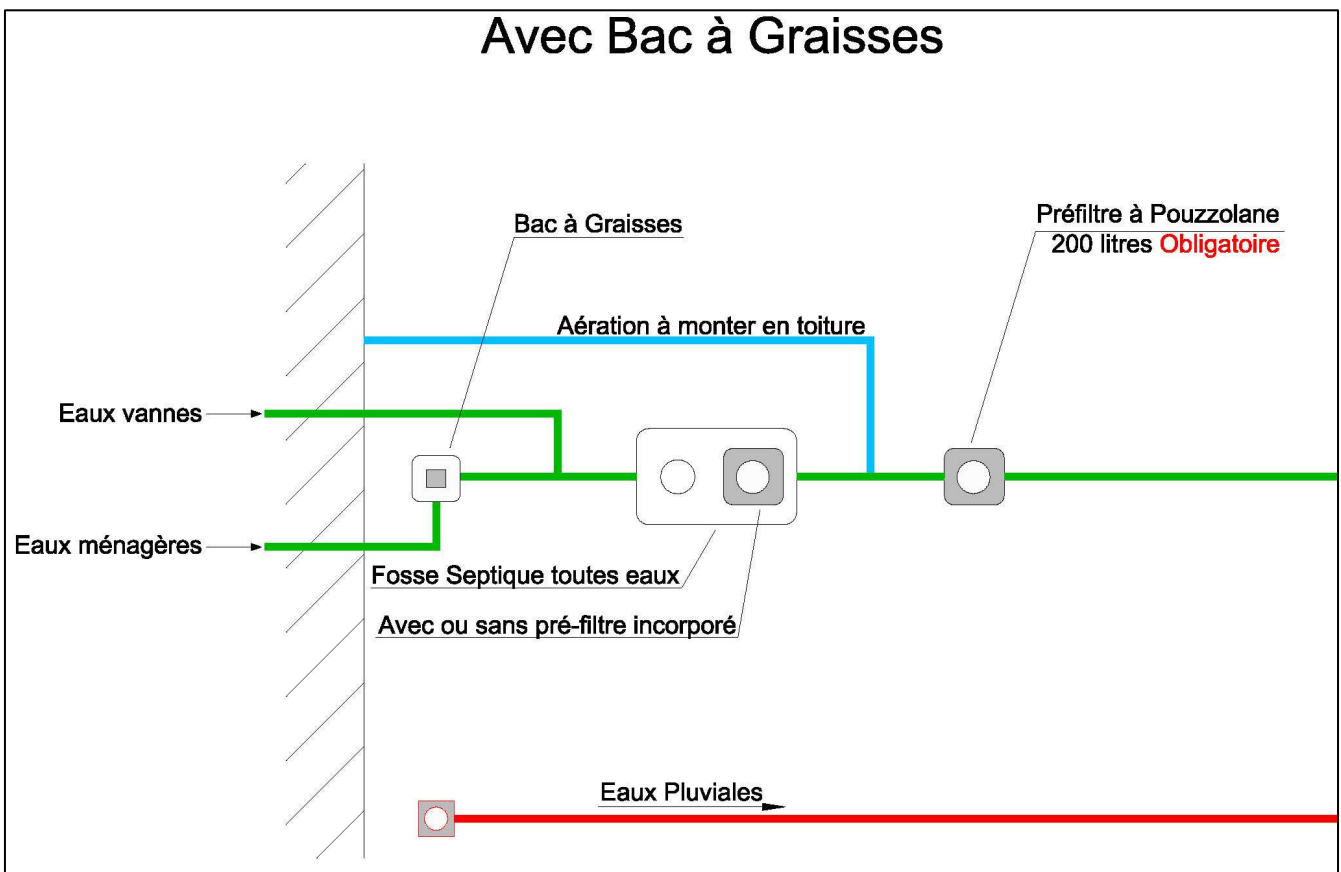 Avec Bac à Graisses
Bac à Graisses
Préfiltre à Pouzzolane
200 litres Obligatoire
Aération à monter en toiture
Eaux vannes
Eaux ménagères
Fosse Septique toutes eaux
Avec ou sans pré-filtre incorporé
Eaux Pluviales